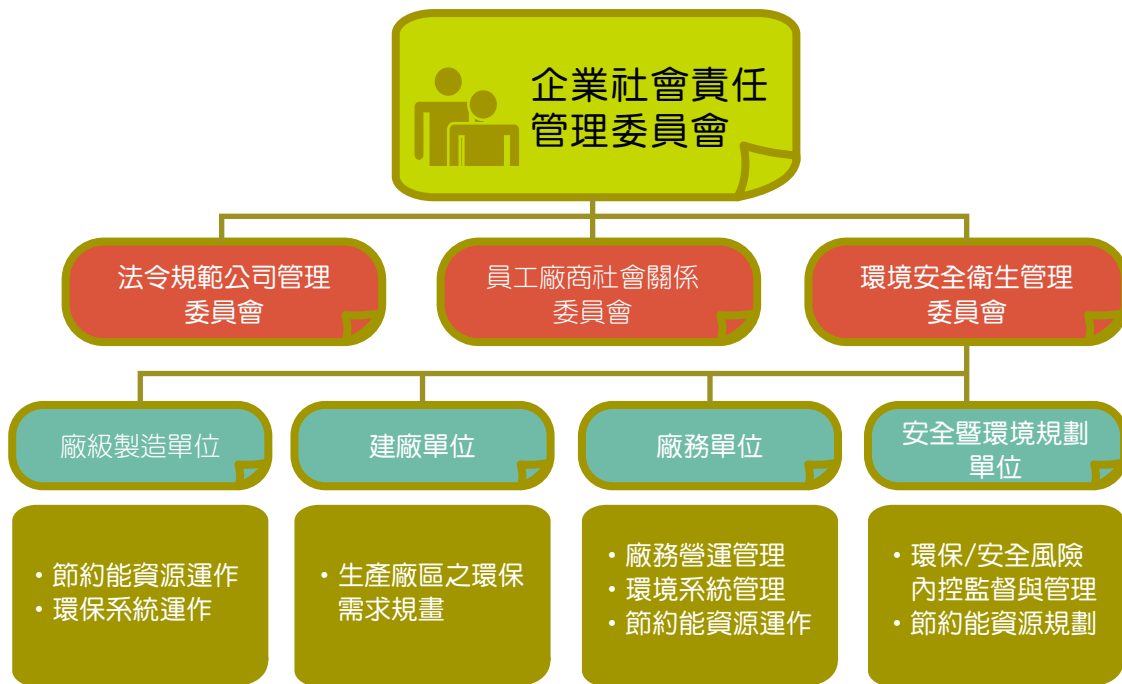 企業社會責任
管理委員會
法令規範公司管理
委員會
員工廠商社會關係
委員會
環境安全衛生管理
委員會
廠級製造單位
建廠單位
廠務單位
安全暨環境規劃
單位
・節約能資源運作
・環保系統運作
・生產廠區之環保
需求規畫
・廠務營運管理
・環境系統管理
・節約能資源運作
・環保/安全風險
內控監督與管理
・節約能資源規劃